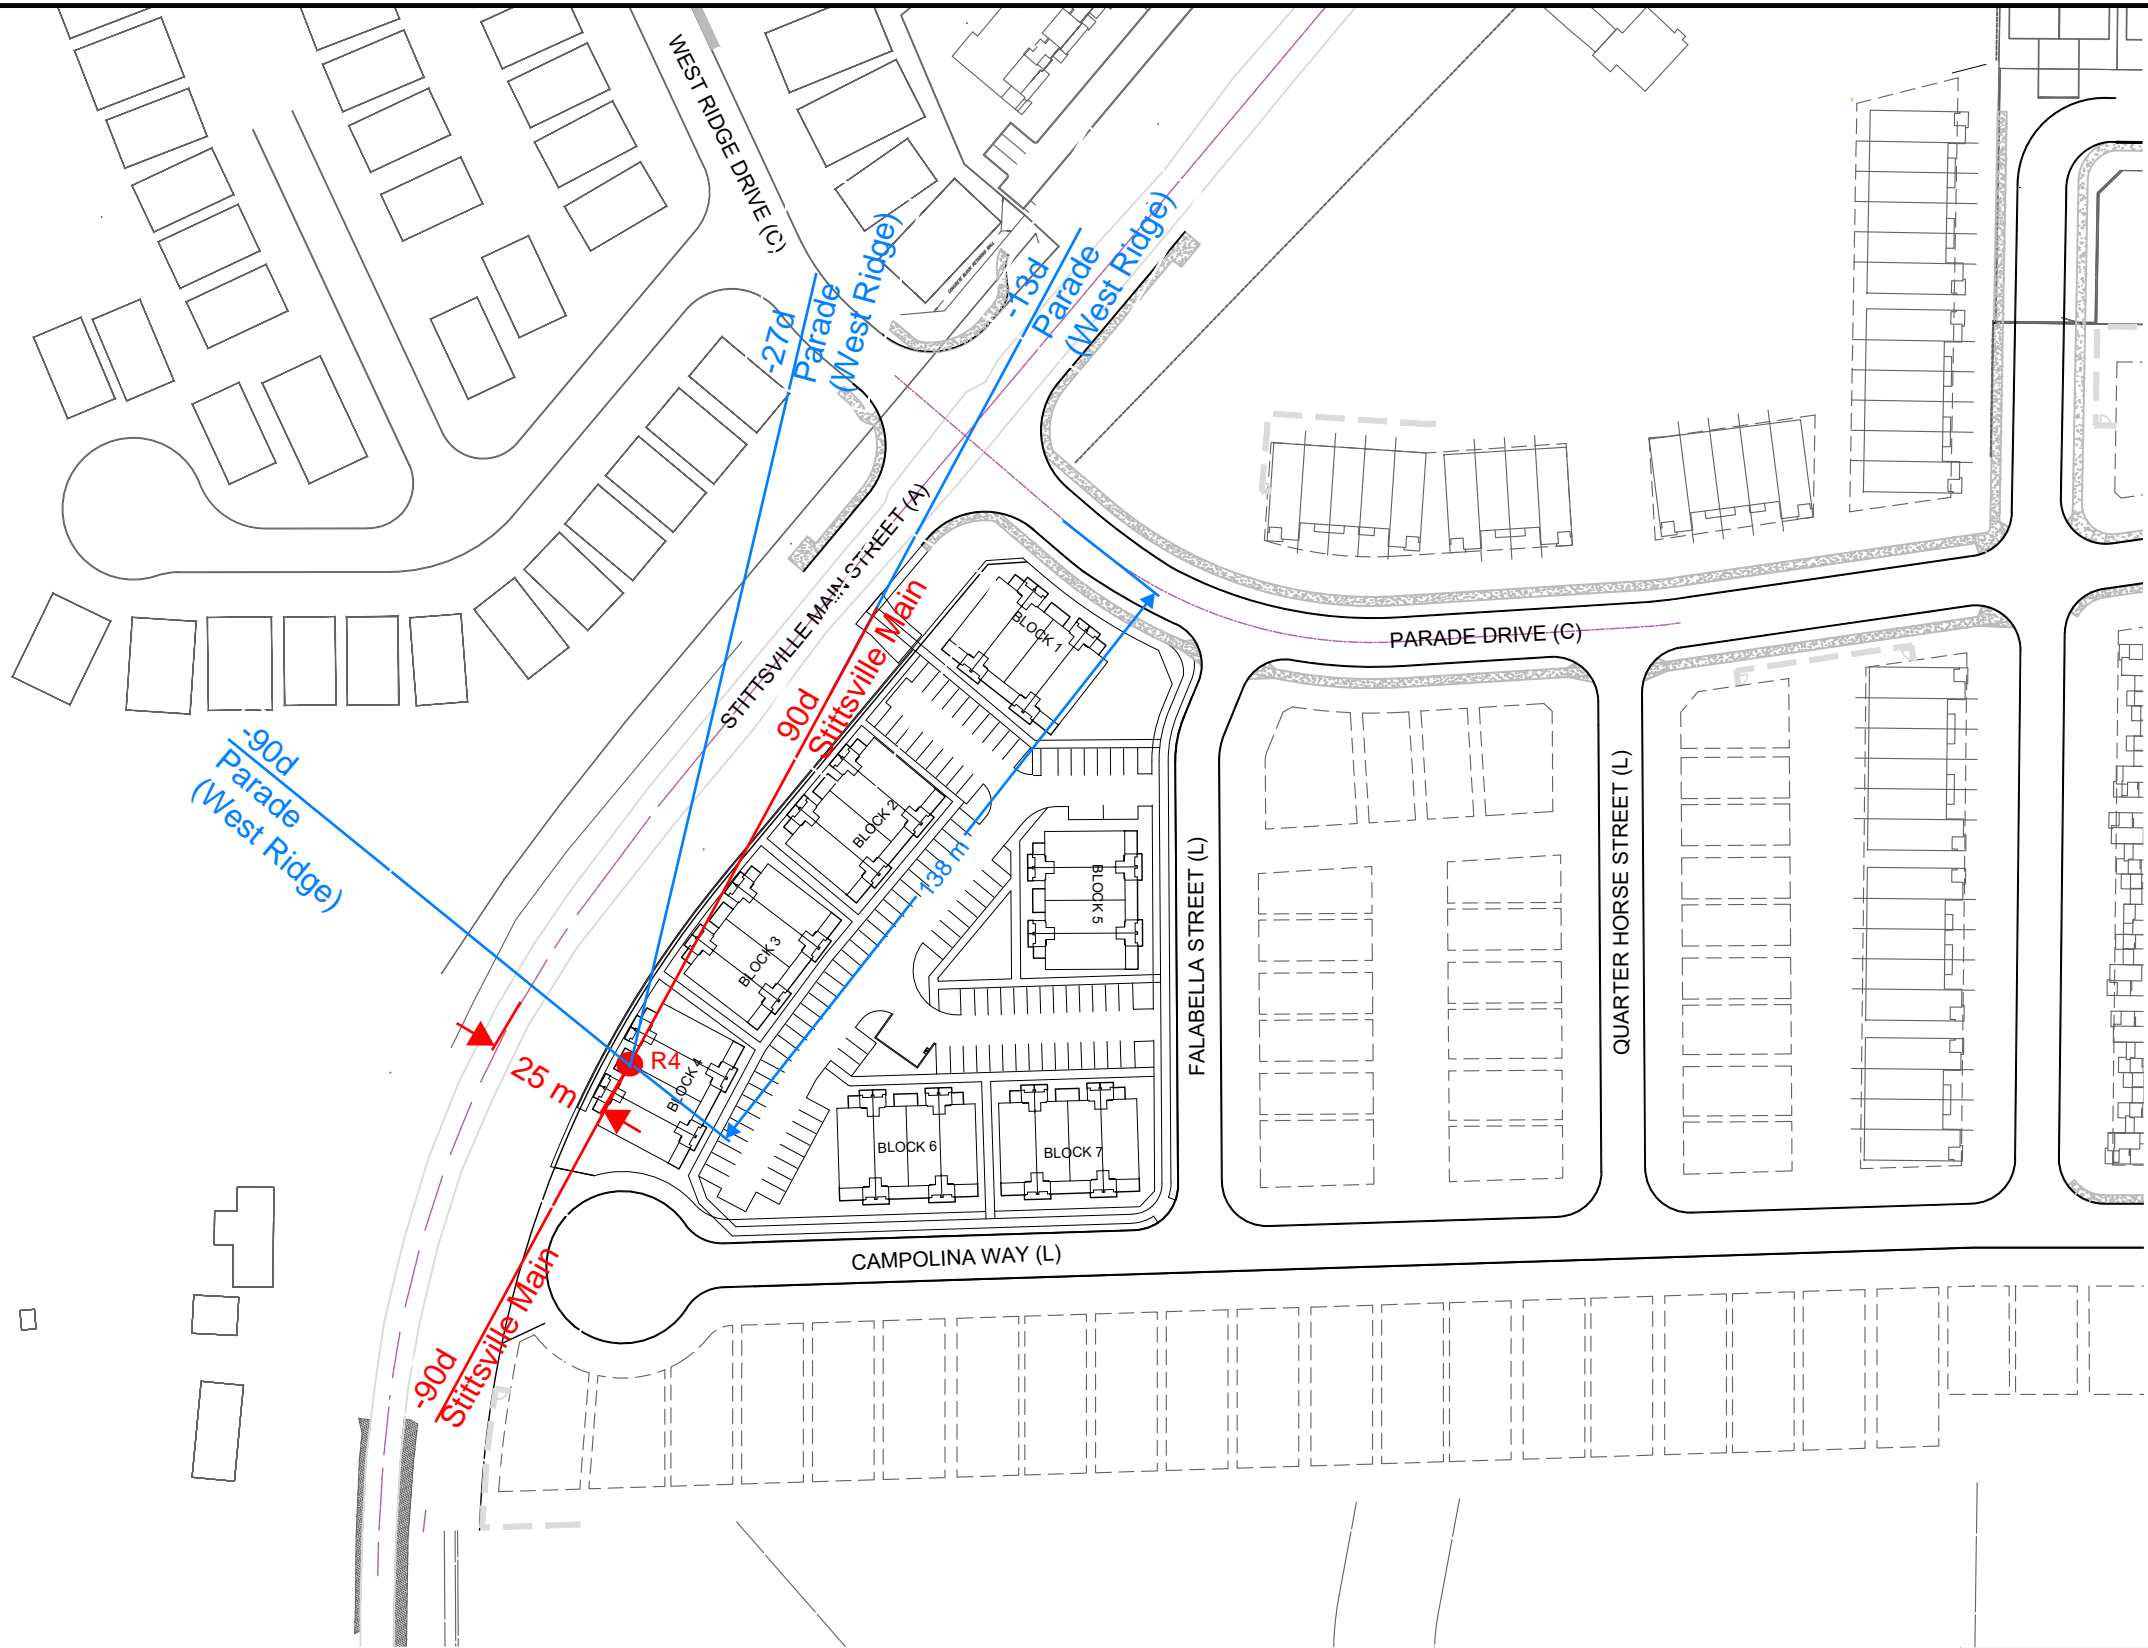 WEST RIDGE DRIVE (C)
-27d
Parade
(West Ridge)
-13d
Parade
(West Ridge)
STITTSVILLE MAIN STREET (A)
90d
Stittsville Main
-90d
Parade
(West Ridge)
138 m
25 m
R4
-90d
Stittsville Main
BLOCK 1
BLOCK 2
BLOCK 3
BLOCK 4
BLOCK 5
BLOCK 6
BLOCK 7
PARADE DRIVE (C)
FALABELLA STREET (L)
QUARTER HORSE STREET (L)
CAMPOLINA WAY (L)